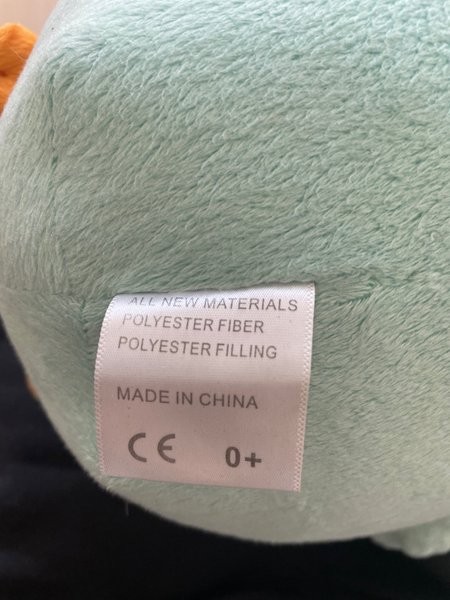 ALL NEW MATERIALS
POLYESTER FIBER
POLYESTER FILLING
MADE IN CHINA
CE 0+